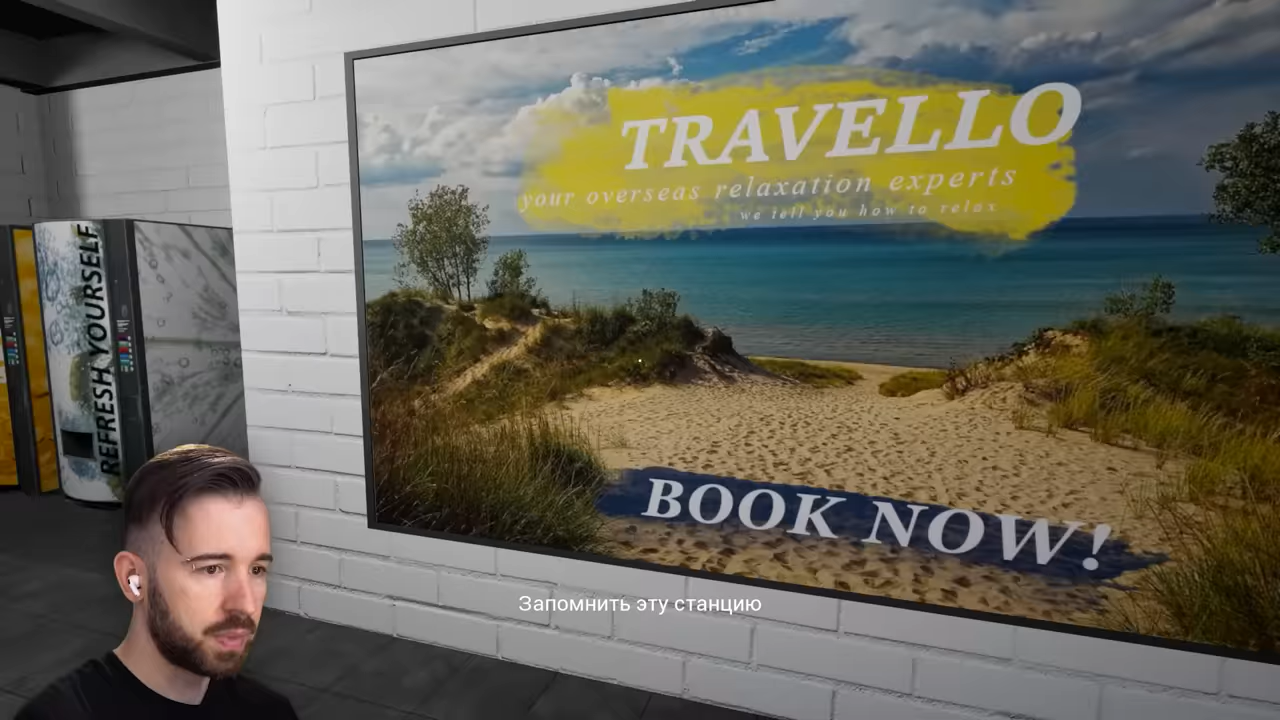 TRAVELLO
your overseas relaxation experts
we tell you how to relax
REFRESH YOURSELF
BOOK NOW!
Запомнить эту станцию